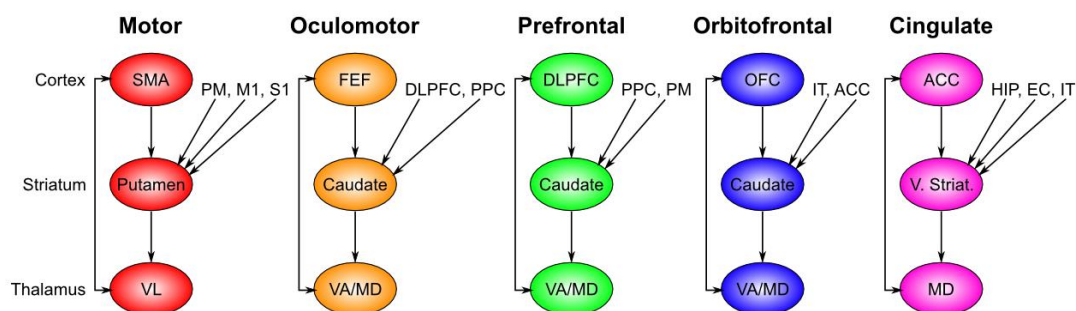 Motor Oculomotor Prefrontal Orbitofrontal Cingulate
Cortex SMA FEF DLPFC OFC ACC
PM, M1, S1 DLPFC, PPC PPC, PM IT, ACC HIP, EC, IT
Striatum Putamen Caudate Caudate Caudate V. Striat.
Thalamus VL VA/MD VA/MD VA/MD MD